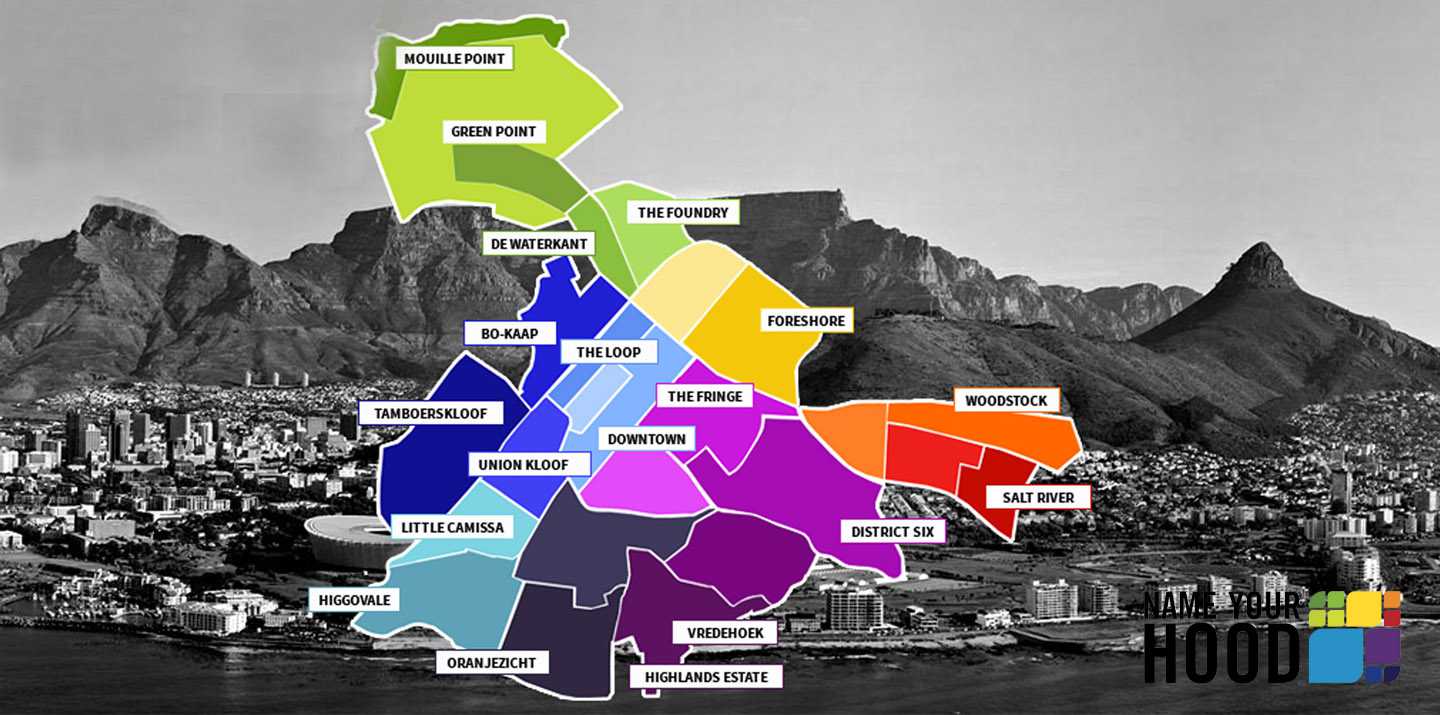 MOUILLE POINT
GREEN POINT
THE FOUNDRY
DE WATERKANT
FORESHORE
BO-KAAP
THE LOOP
THE FRINGE
WOODSTOCK
TAMBOERSKLOOF
DOWNTOWN
UNION KLOOF
SALT RIVER
LITTLE CAMISSA
DISTRICT SIX
HIGGOVALE
VREDEHOEK
ORANJEZICHT
HIGHLANDS ESTATE
NAME YOUR
HOOD